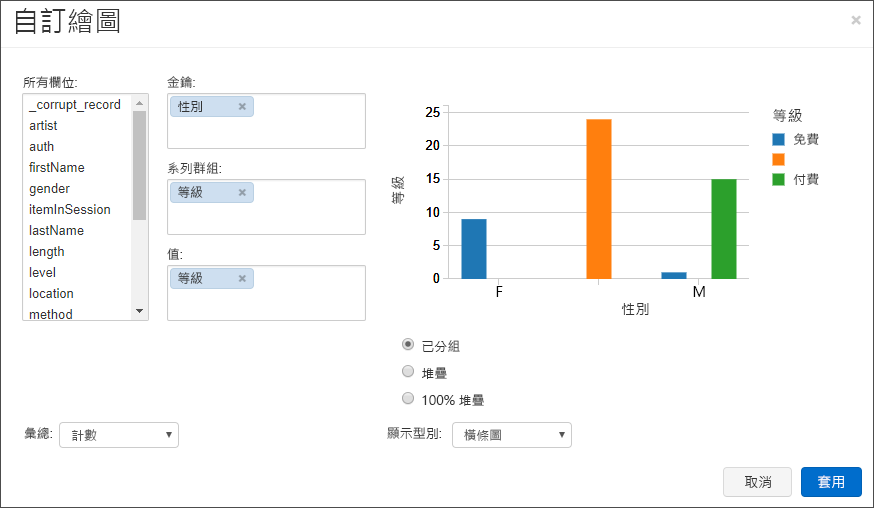 自訂繪圖
×
所有欄位:
_corrupt_record
artist
auth
firstName
gender
itemInSession
lastName
length
level
location
method
金鑰:
性別 ×
系列群組:
等級 ×
值:
等級 ×
等級
25
20
15
10
5
0
F
M
性別
等級
免費
付費
已分組
堆疊
100% 堆疊
彙總: 計數
顯示型別: 橫條圖
取消
套用